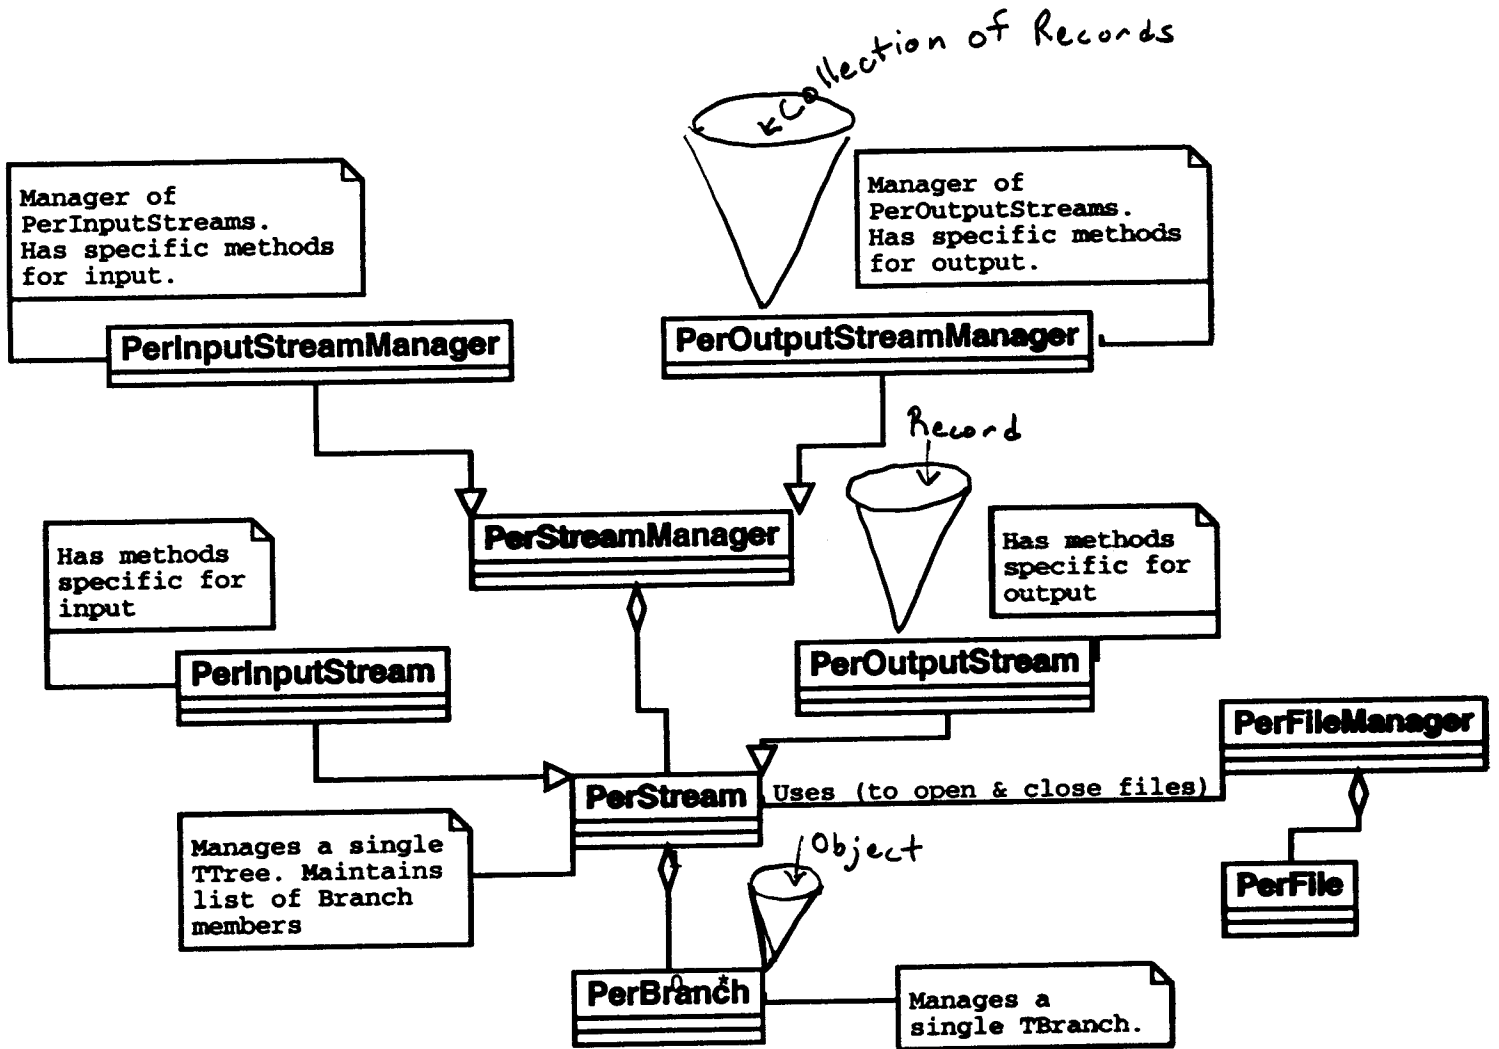 Collection of Records
Manager of
PerInputStreams.
Has specific methods
for input.
Manager of
PerOutputStreams.
Has specific methods
for output.
PerInputStreamManager
PerOutputStreamManager
Record
PerStreamManager
Has methods
specific for
input
Has methods
specific for
output
PerInputStream
PerOutputStream
PerFileManager
PerStream
Uses (to open & close files)
Manages a single
TTree. Maintains
list of Branch
members
Object
PerFile
PerBranch
Manages a
single TBranch.